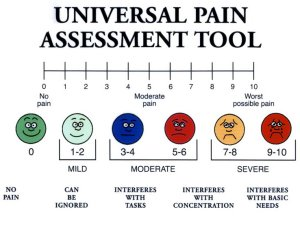 UNIVERSAL PAIN
ASSESSMENT TOOL
0 1 2 3 4 5 6 7 8 9 10
No pain Moderate pain Worst possible pain
0 1-2 3-4 5-6 7-8 9-10
MILD MODERATE SEVERE
NO PAIN
CAN BE IGNORED
INTERFERES WITH TASKS
INTERFERES WITH CONCENTRATION
INTERFERES WITH BASIC NEEDS